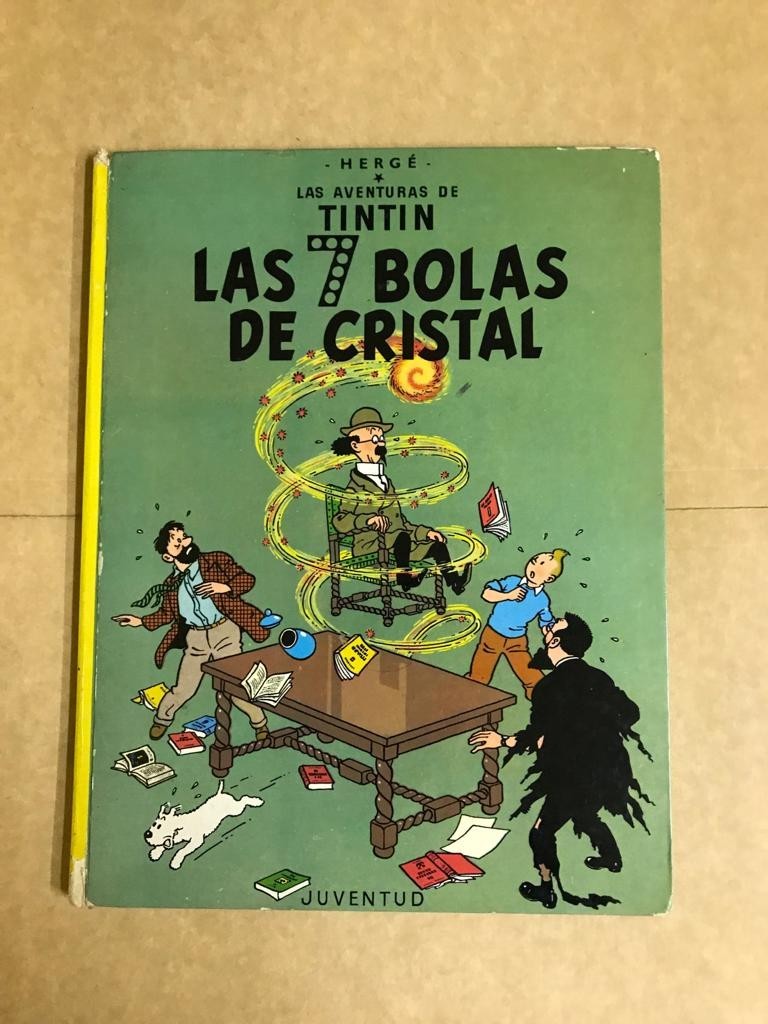 - HERGÉ -
LAS AVENTURAS DE
TINTIN
LAS 7 BOLAS
DE CRISTAL
JUVENTUD